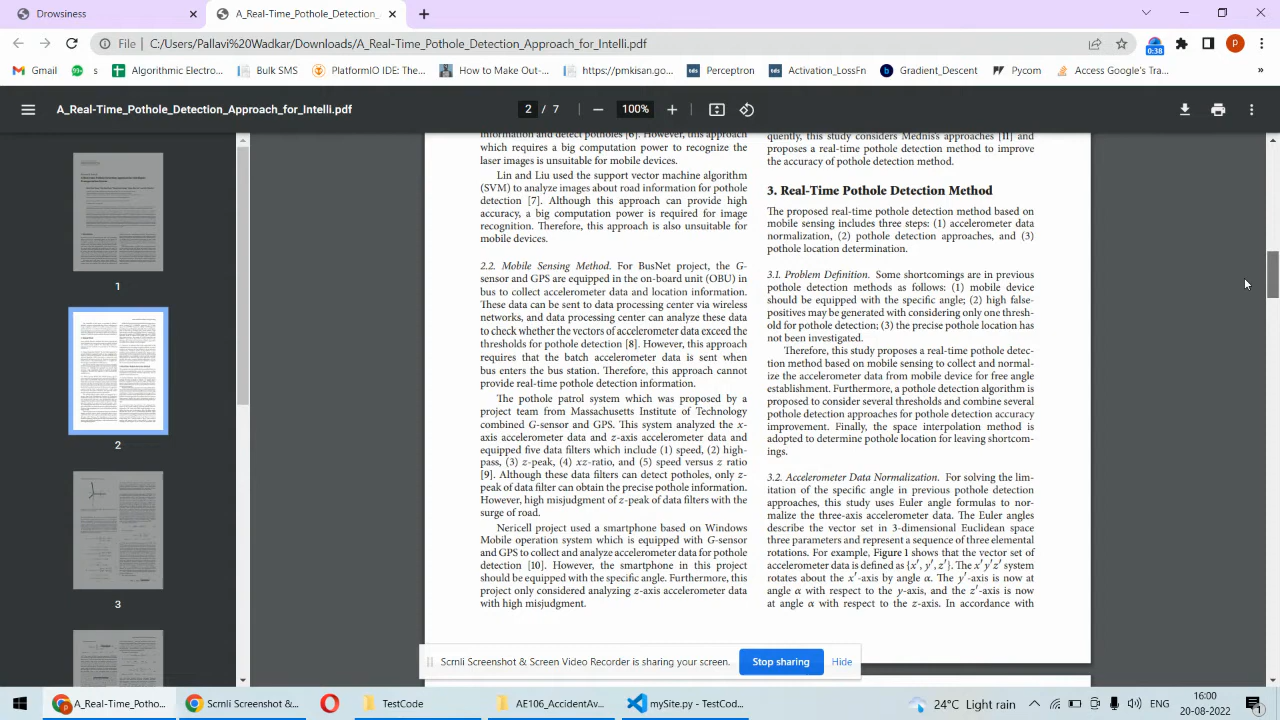 Drowsiness
A_Real-Time_Pothole_Detection_
File
C:/Users/Pallavi%20Wadkar/Downloads/A_Real-Time_Pothole_Detection_Approach_for_Intelli.pdf
0:38
p
Gmail
99+
s
Algorithmic Electro...
Bulk SMS
PlatformIO IDE: The...
How to Make Out-...
https://pmkisan.go...
tds
Perceptron
tds
Activation_LossFn
b
Gradient_Descent
Pycom
Access Google's Tra...
»
A_Real-Time_Pothole_Detection_Approach_for_Intelli.pdf
2 / 7
100%
1
2
3
information and detect potholes [6]. However, this approach
which requires a big computation power to recognize the
laser images is unsuitable for mobile devices.
Lin and Liu used the support vector machine algorithm
(SVM) to analyze images about road information for pothole
detection [7]. Although this approach can provide high
accuracy, a big computation power is required for image
recognition. Therefore, this approach is also unsuitable for
mobile devices.
2.2. Mobile Sensing Method. For BusNet project, the G-
sensor and GPS are equipped in the on-board unit (OBU) in
bus to collect accelerometer data and location information.
These data can be sent to data processing center via wireless
networks, and data processing center can analyze these data
to check whether the vectors of accelerometer data exceed the
thresholds for pothole detection [8]. However, this approach
requires that the batch accelerometer data is sent when
bus enters the bus station. Therefore, this approach cannot
provide real-time pothole detection information.
The pothole patrol system which was proposed by a
project team from Massachusetts Institute of Technology
combined G-sensor and GPS. This system analyzed the x-
axis accelerometer data and z-axis accelerometer data and
equipped five data filters which include (1) speed, (2) high-
pass, (3) z-peak, (4) xz-ratio, and (5) speed versus z ratio
[9]. Although these data filters can detect potholes, only z-
peak of data filter can obtain the precise pothole information.
However, high misjudgment of z-peak of data filters with the
surge of road.
Nericell project used a smartphone based on Windows
Mobile operation system which is equipped with G-sensor
and GPS to collect and analyze accelerometer data for pothole
detection [10]. However, the smartphone in this project
should be equipped with the specific angle. Furthermore, this
project only considered analyzing z-axis accelerometer data
with high misjudgment.
quently, this study considers Mednis's approaches [11] and
proposes a real-time pothole detection method to improve
the accuracy of pothole detection method.
3. Real-Time Pothole Detection Method
The proposed real-time pothole detection method based on
mobile sensing includes three steps: (1) accelerometer data
normalization, (2) pothole detection approaches, and (3)
pothole location determination.
3.1. Problem Definition. Some shortcomings are in previous
pothole detection methods as follows: (1) mobile device
should be equipped with the specific angle; (2) high false-
positives may be generated with considering only one thresh-
old for pothole detection; (3) the precise pothole location has
not been investigated.
Therefore, this study proposes a real-time pothole detec-
tion method based on mobile sensing to collect and normal-
ize the accelerometer data from mobile device for free angle
establishment. Furthermore, a pothole detection algorithm is
proposed to consider several thresholds and combine several
pothole detection approaches for pothole detection accuracy
improvement. Finally, the space interpolation method is
adopted to determine pothole location for leaving shortcom-
ings.
3.2. Accelerometer Data Normalization. For solving the lim-
itation of the specific angle in previous pothole detection
approaches, this study uses Euler angle formulas to nor-
malize the three-axis accelerometer data. The Euler angles
describe the vector set in 3-dimensional Euclidean space
three parameters and represent a sequence of three elemental
rotations. For example, Figure 1 shows that the vector set of
accelerometer data is defined as {x′, y′, z′}. The x′y′z′ system
rotates about the x′-axis by angle α. The y′-axis is now at
angle α with respect to the y-axis, and the z′-axis is now
at angle α with respect to the z-axis. In accordance with
Scrnli Screenshot & Screen Video Recorder is sharing your screen.
Stop sharing
Hide
A_Real-Time_Potho...
Scrnli Screenshot &...
TestCase
AE106_IccidentAv...
mySite.py - TestCod...
24°C Light rain
ENG
16:00
20-08-2022
1